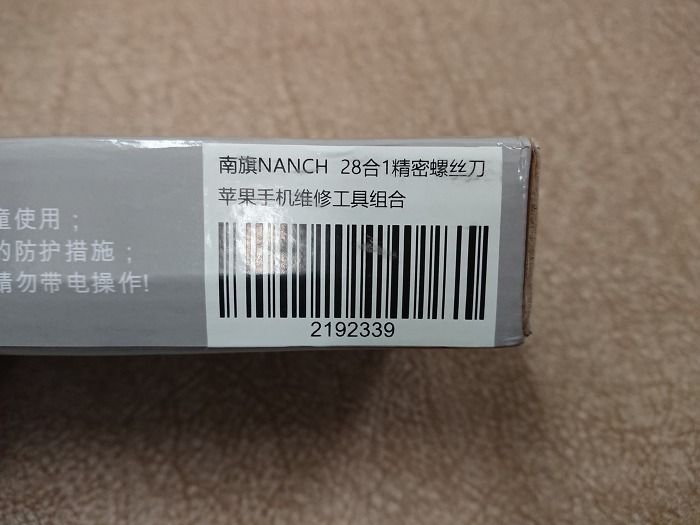 南旗NANCH 28合1精密螺丝刀
苹果手机维修工具组合
2192339
童使用；
的防护措施；
请勿带电操作!